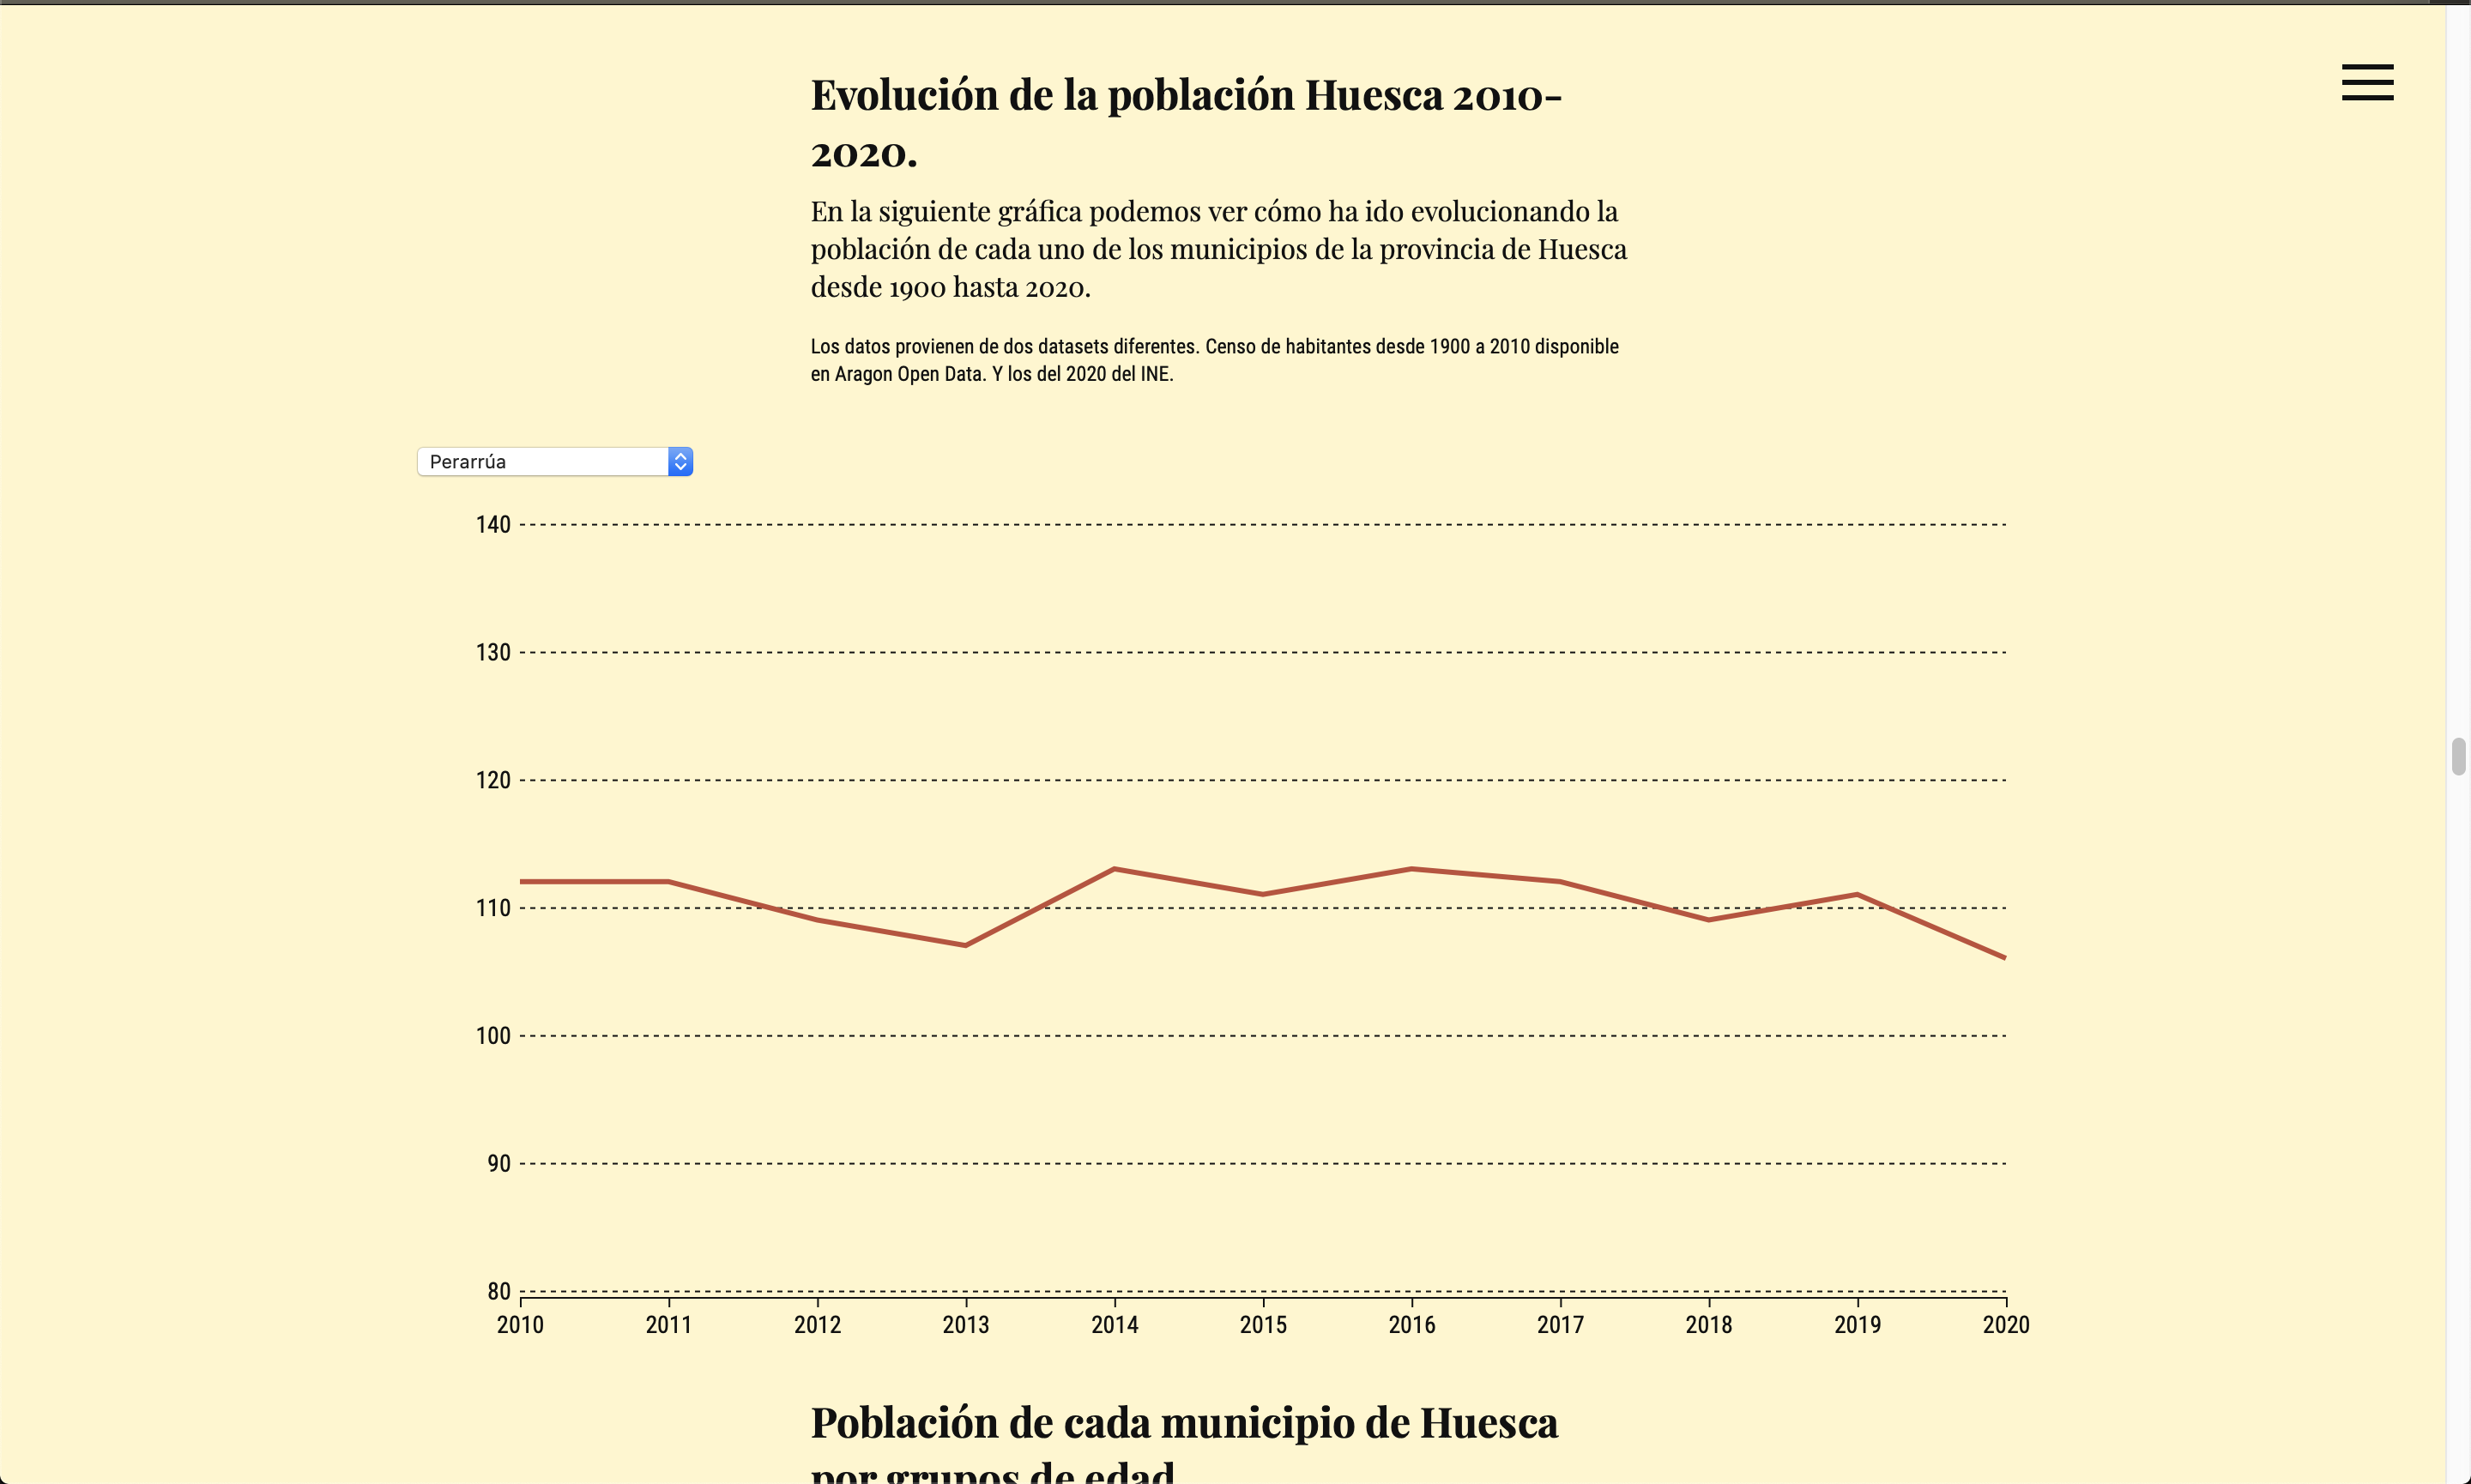 Evolución de la población Huesca 2010-
2020.
En la siguiente gráfica podemos ver cómo ha ido evolucionando la
población de cada uno de los municipios de la provincia de Huesca
desde 1900 hasta 2020.
Los datos provienen de dos datasets diferentes. Censo de habitantes desde 1900 a 2010 disponible
en Aragon Open Data. Y los del 2020 del INE.
Perarrúa
140
130
120
110
100
90
80
2010 2011 2012 2013 2014 2015 2016 2017 2018 2019 2020
Población de cada municipio de Huesca
por grupos de edad